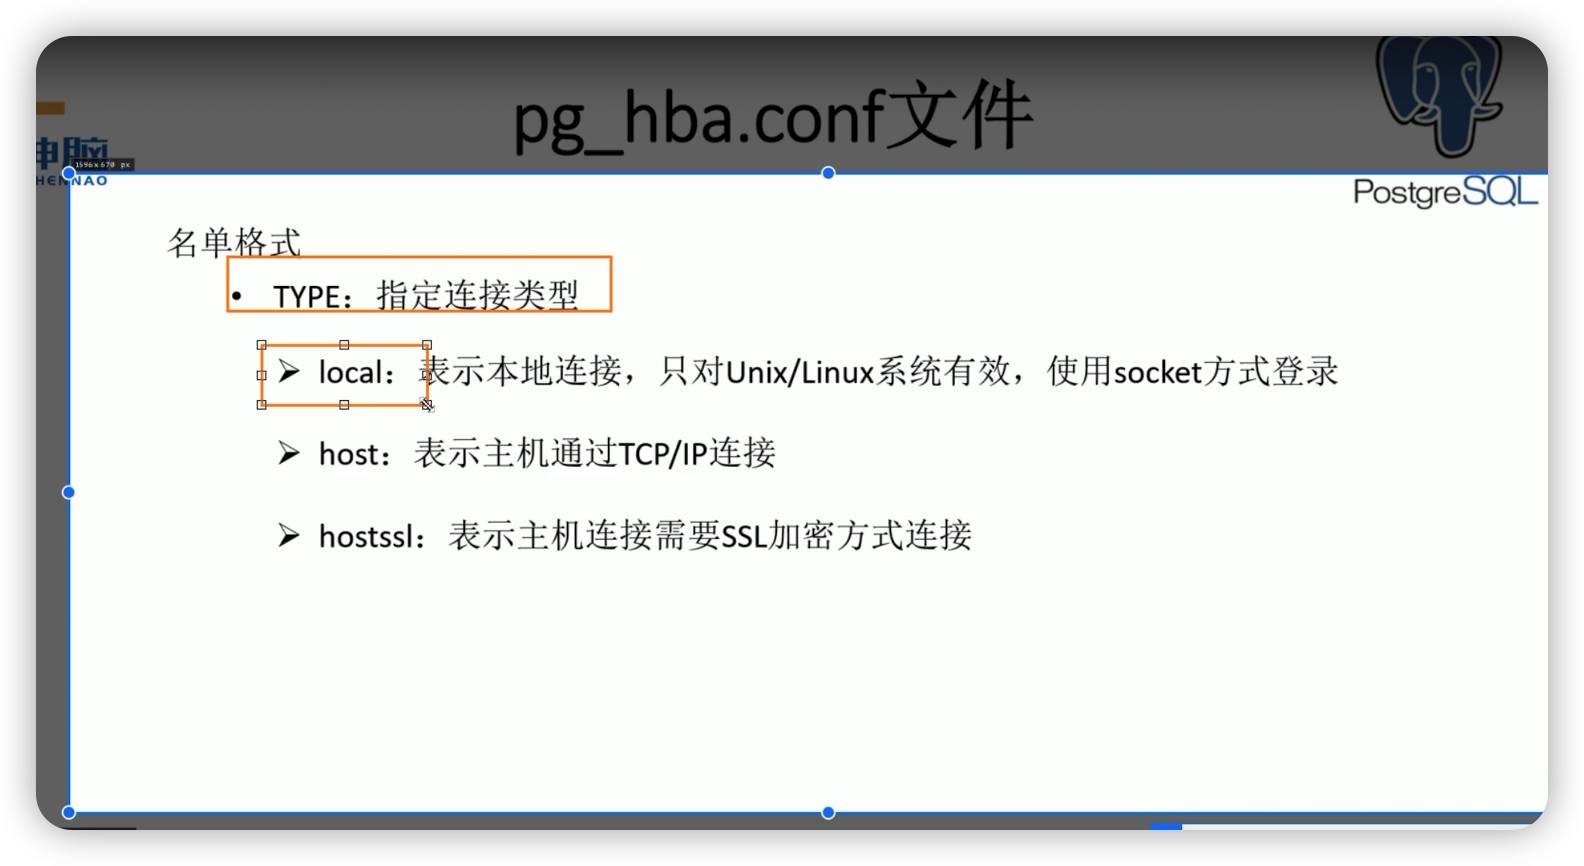 pg_hba.conf文件
1596 x 670 px
HENNAO
PostgreSQL
名单格式
• TYPE：指定连接类型
➢ local：表示本地连接，只对Unix/Linux系统有效，使用socket方式登录
➢ host：表示主机通过TCP/IP连接
➢ hostssl：表示主机连接需要SSL加密方式连接